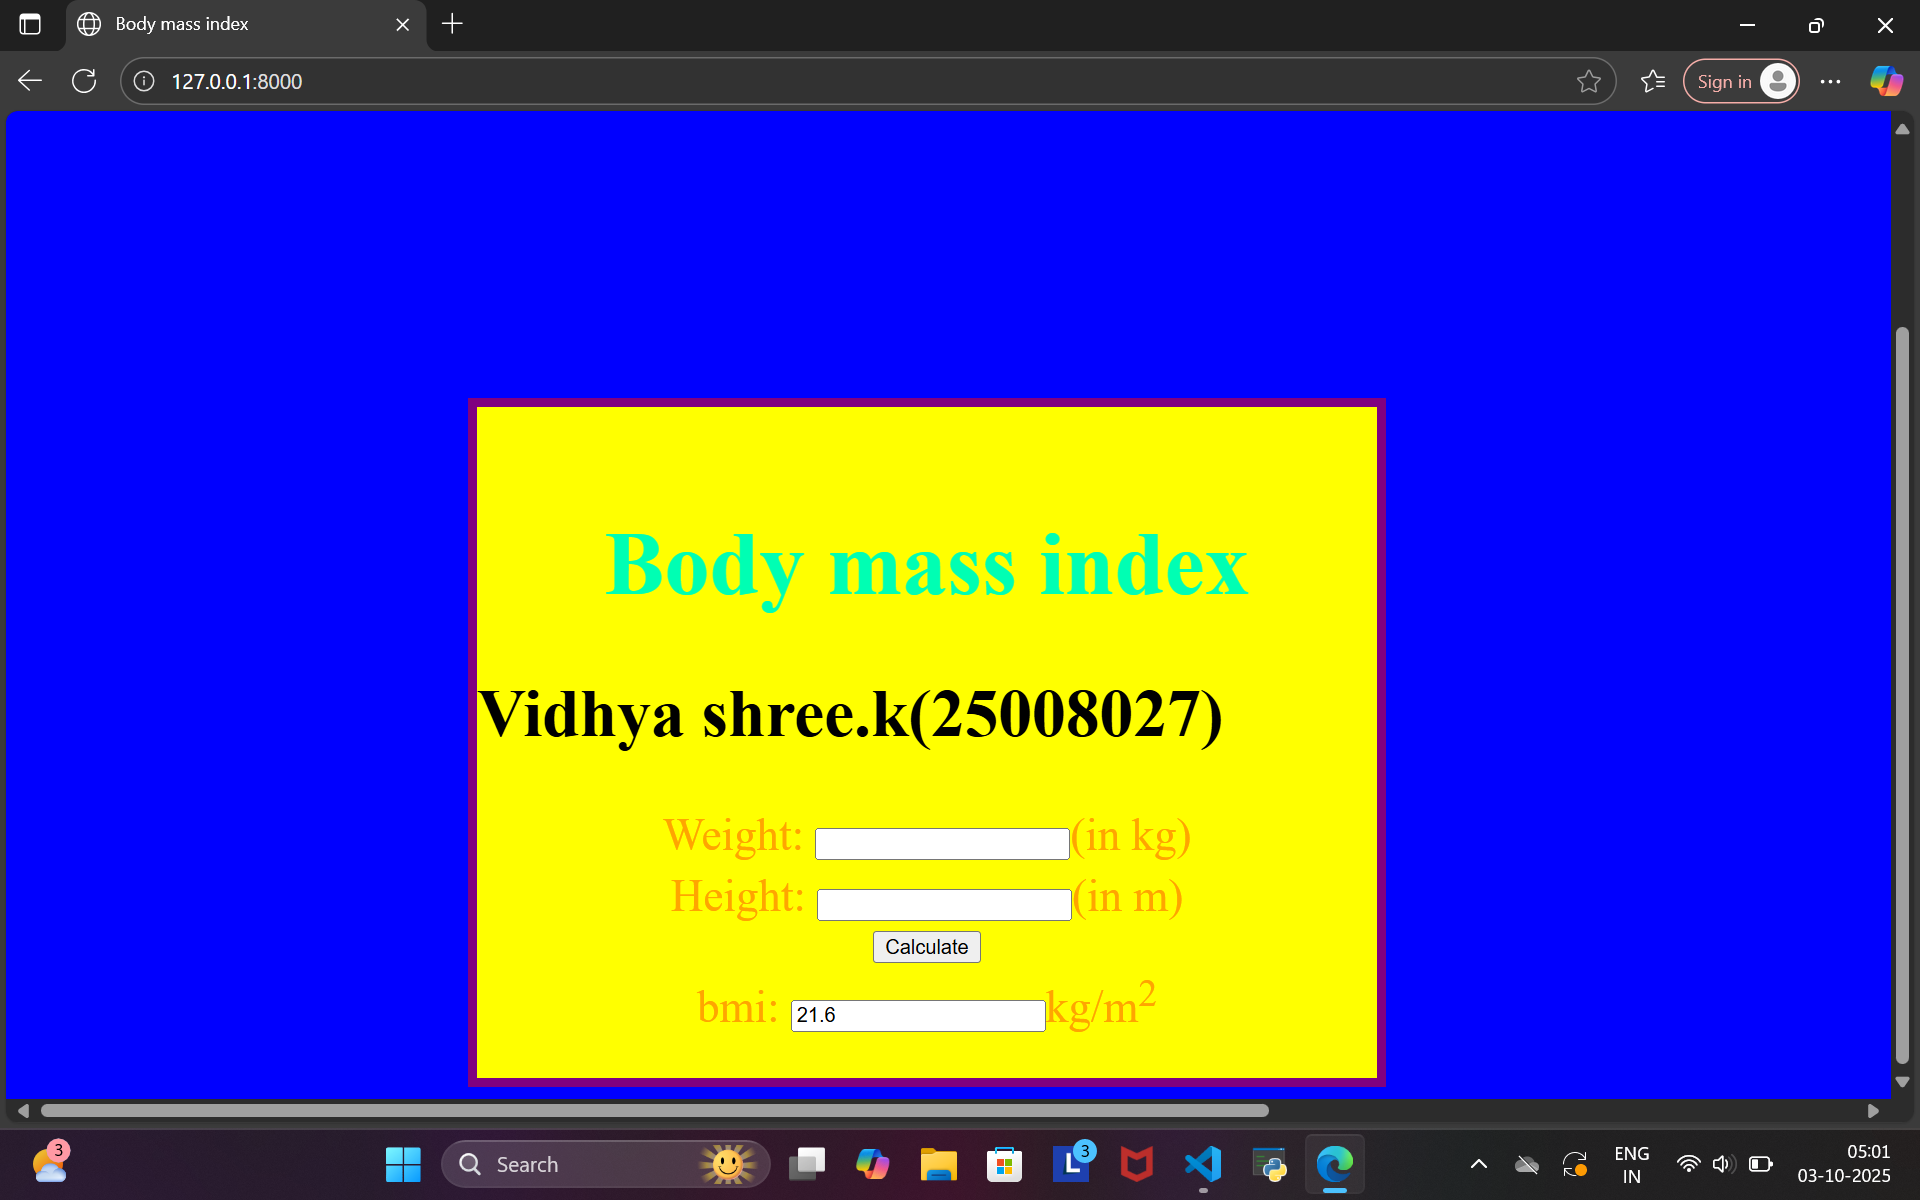 Body mass index
127.0.0.1:8000
Sign in
Body mass index
Vidhya shree.k(25008027)
Weight: (in kg)
Height: (in m)
Calculate
bmi: 21.6 kg/m²
3
Search
L 3
ENG
IN
05:01
03-10-2025